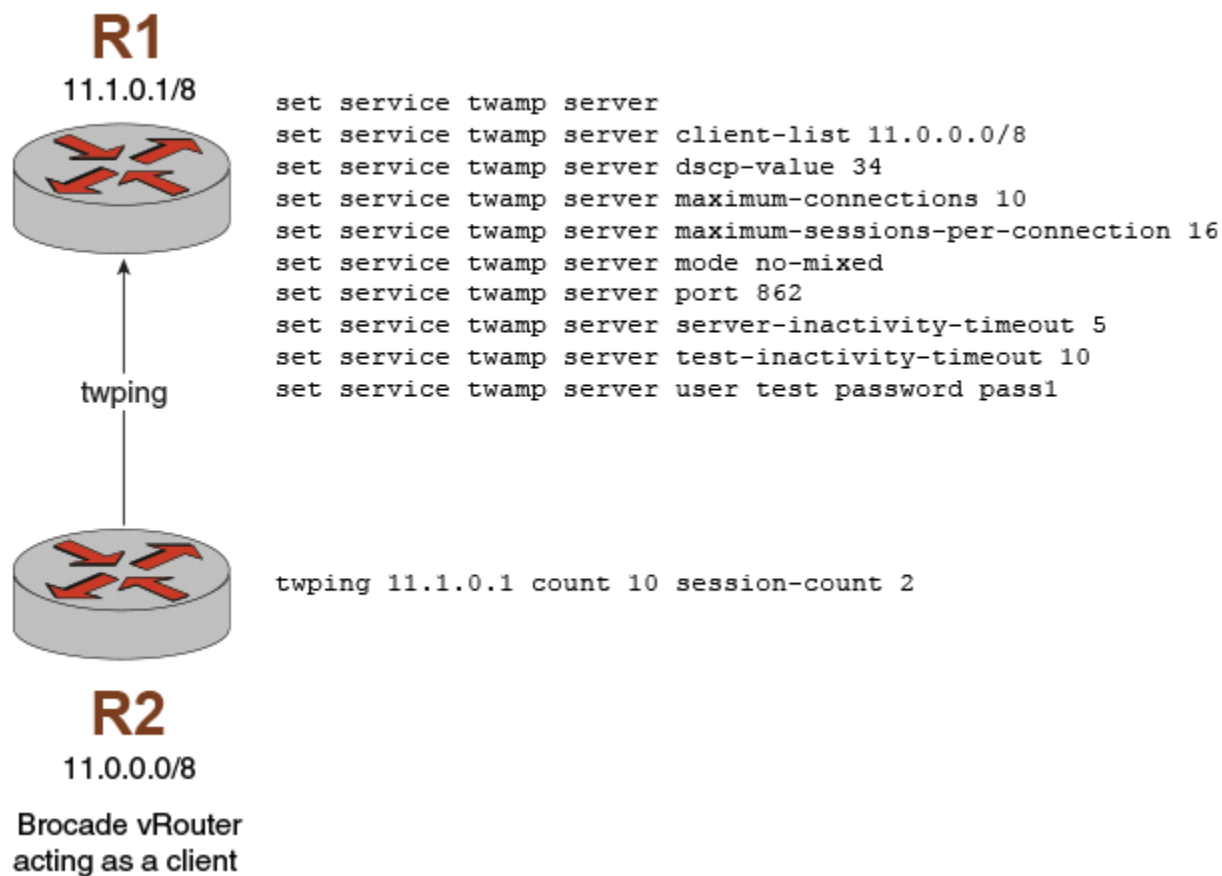 R1
11.1.0.1/8
set service twamp server
set service twamp server client-list 11.0.0.0/8
set service twamp server dscp-value 34
set service twamp server maximum-connections 10
set service twamp server maximum-sessions-per-connection 16
set service twamp server mode no-mixed
set service twamp server port 862
set service twamp server server-inactivity-timeout 5
set service twamp server test-inactivity-timeout 10
set service twamp server user test password pass1
twping
twping 11.1.0.1 count 10 session-count 2
R2
11.0.0.0/8
Brocade vRouter
acting as a client